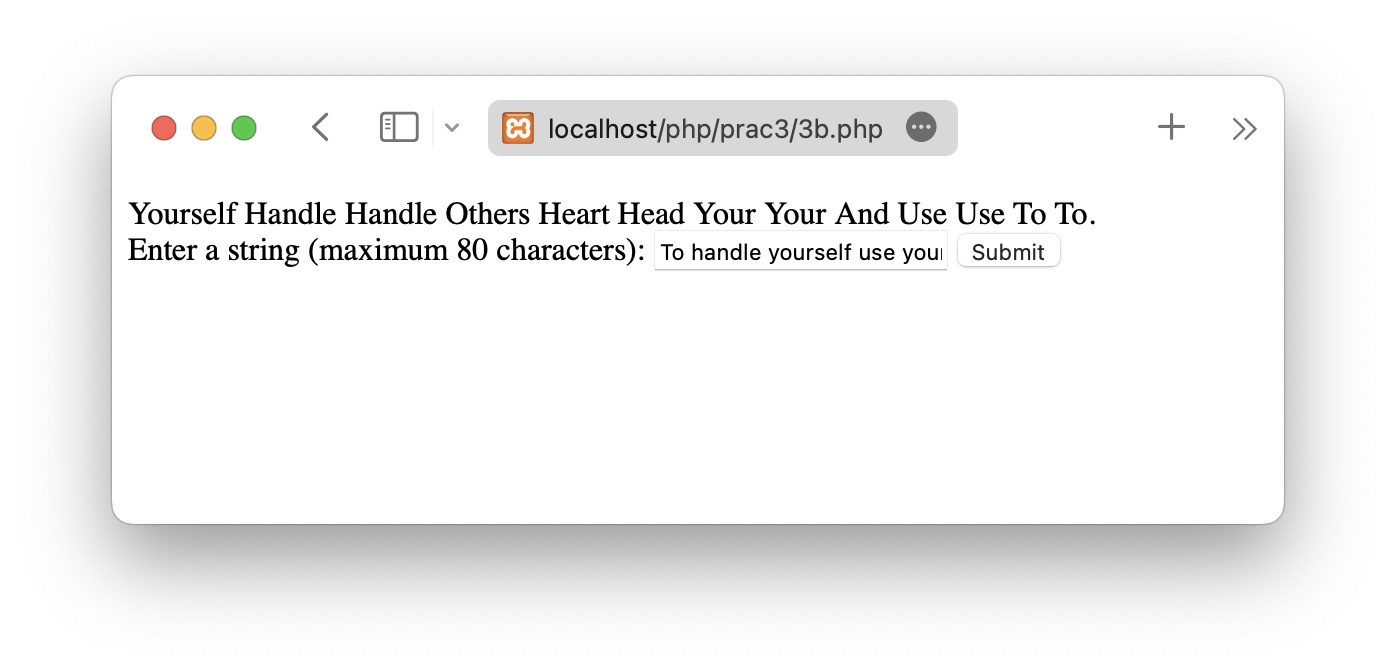 localhost/php/prac3/3b.php
Yourself Handle Handle Others Heart Head Your Your And Use Use To To.
Enter a string (maximum 80 characters): To handle yourself use your Submit